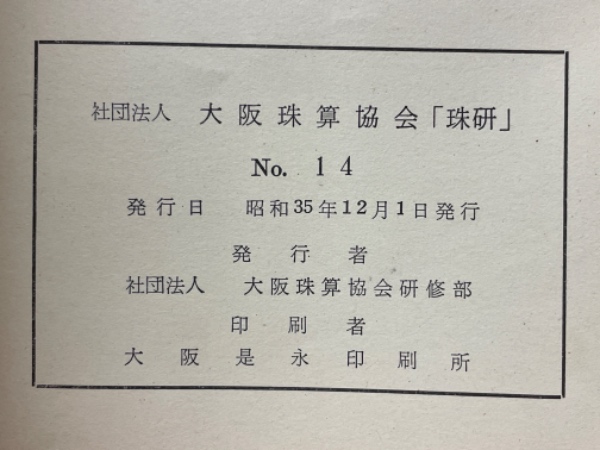 社団法人 大阪珠算協会「珠研」
No. 14
発行日 昭和35年12月1日発行
発行者
社団法人 大阪珠算協会研修部
印刷者
大阪是永印刷所